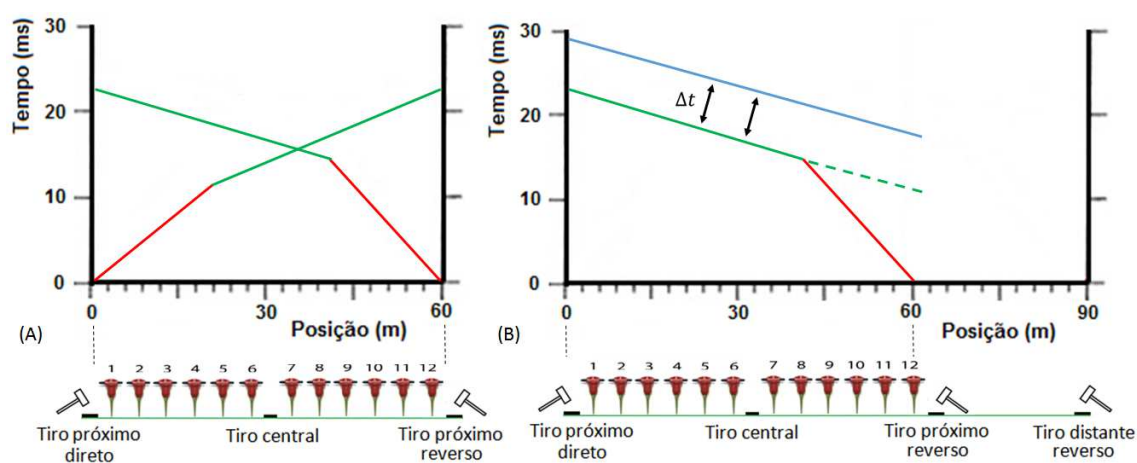 Tempo (ms)
30
20
10
0
0
30
60
Posição (m)
(A)
1 2 3 4 5 6 7 8 9 10 11 12
Tiro próximo direto
Tiro central
Tiro próximo reverso
Tempo (ms)
30
20
10
0
Δt
0
30
60
90
Posição (m)
(B)
1 2 3 4 5 6 7 8 9 10 11 12
Tiro próximo direto
Tiro central
Tiro próximo reverso
Tiro distante reverso